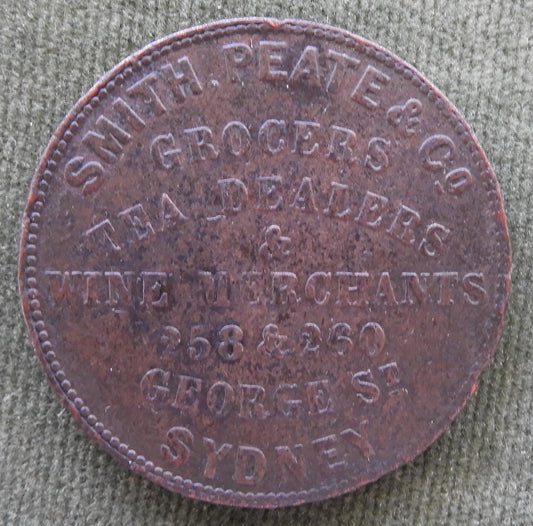 SMITH. PEATE & Co.
GROCERS
TEA DEALERS
&
WINE MERCHANTS
258 & 260
GEORGE ST
SYDNEY